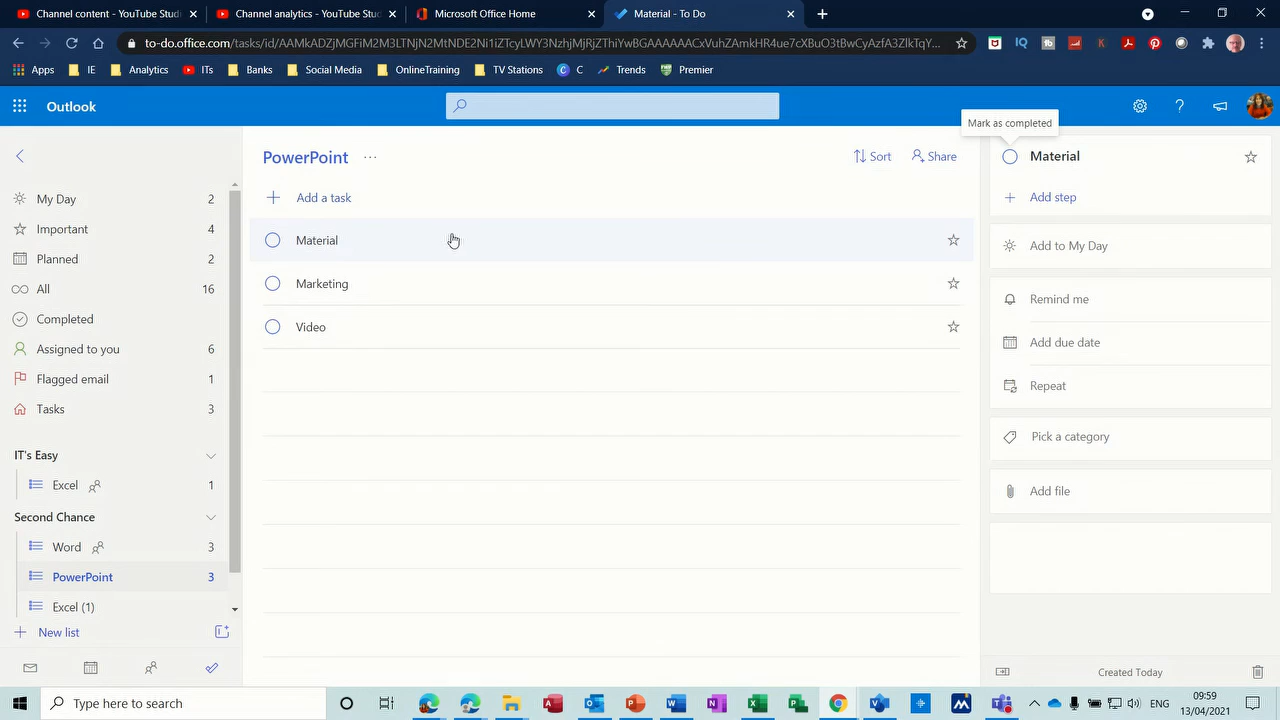 Channel content - YouTube Studi
Channel analytics - YouTube Stu
Microsoft Office Home
Material - To Do
to-do.office.com/tasks/id/AAMkADZjMGFiM2M3LTNjN2MtNDE2Ni1iZTcyLWY3NzhjMjRjZThiYwBGAAAAAACxVuhZAmkHR4ue7cXBuO3tBwCyAzfA3ZlkTqY...
Apps
IE
Analytics
ITs
Banks
Social Media
OnlineTraining
TV Stations
C
Trends
Premier
Outlook
Mark as completed
My Day 2
Important 4
Planned 2
All 16
Completed
Assigned to you 6
Flagged email 1
Tasks 3
IT's Easy
Excel 1
Second Chance
Word 3
PowerPoint 3
Excel (1)
New list
PowerPoint ...
Sort
Share
Add a task
Material
Marketing
Video
Material
Add step
Add to My Day
Remind me
Add due date
Repeat
Pick a category
Add file
Created Today
Type here to search
ENG
09:59
13/04/2021